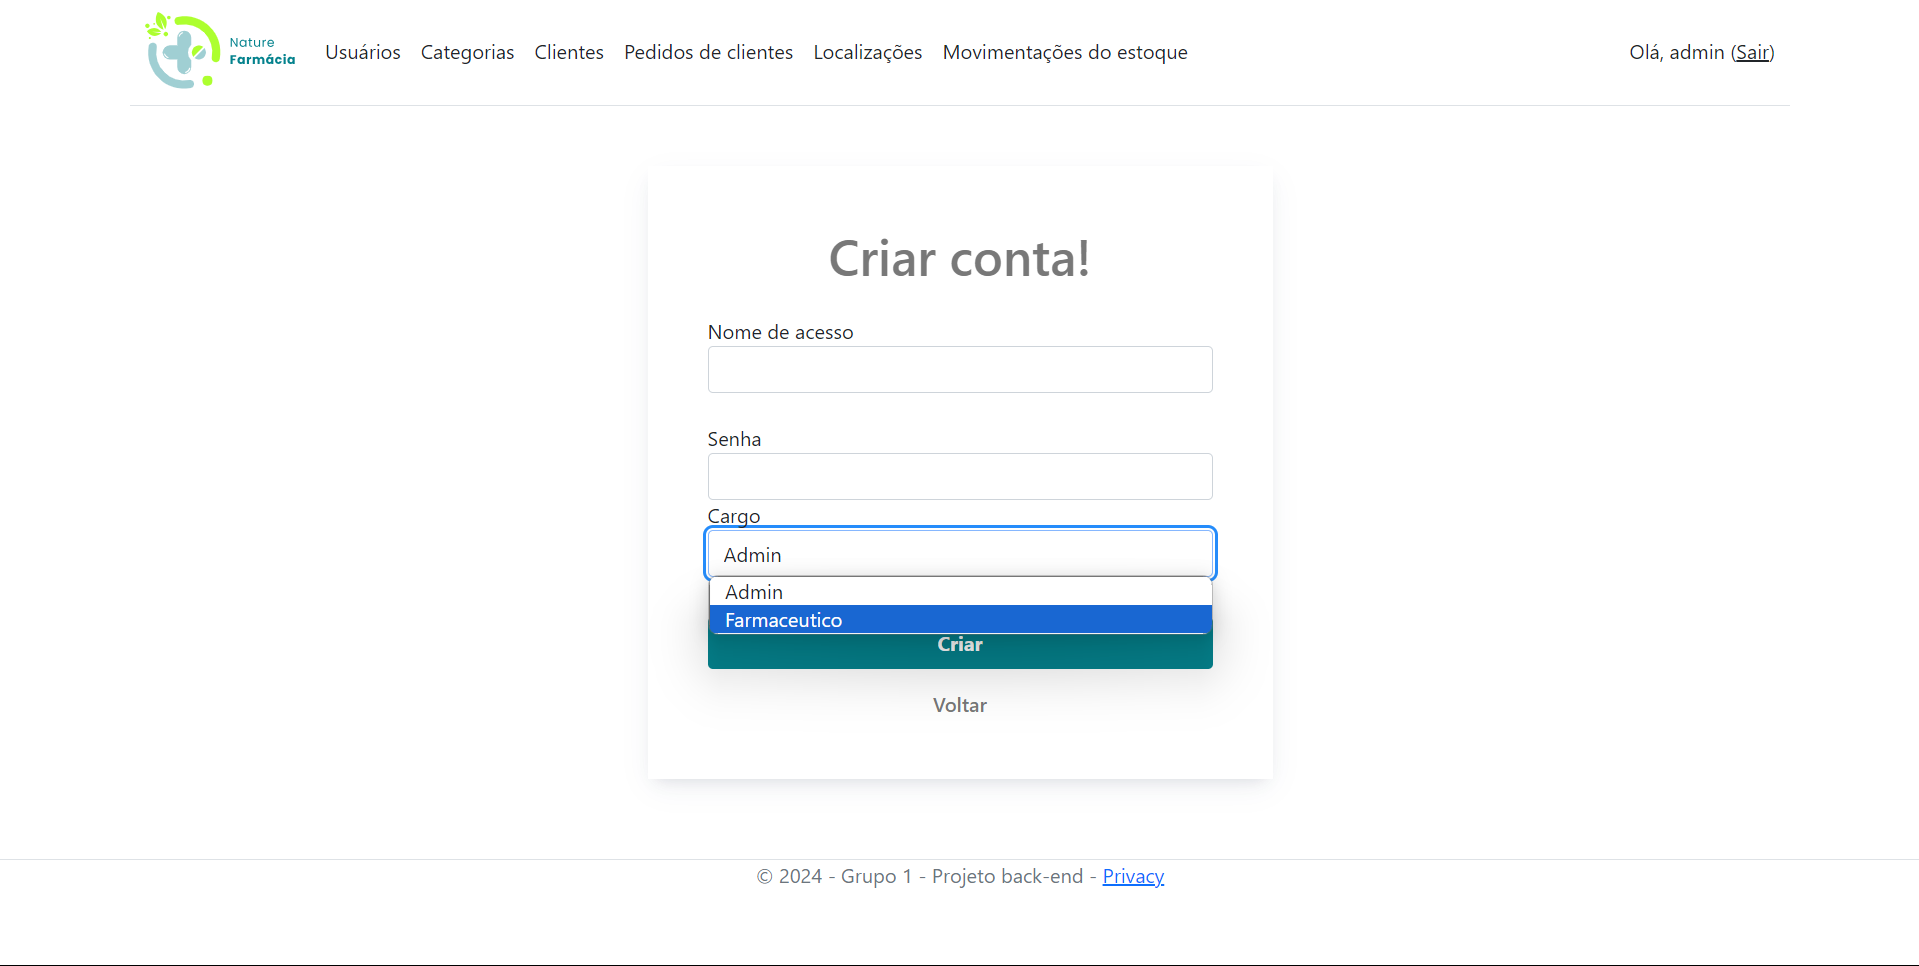 Nature
Farmácia
Usuários Categorias Clientes Pedidos de clientes Localizações Movimentações do estoque Olá, admin (Sair)
Criar conta!
Nome de acesso
Senha
Cargo
Admin
Admin
Farmaceutico
Criar
Voltar
© 2024 - Grupo 1 - Projeto back-end - Privacy